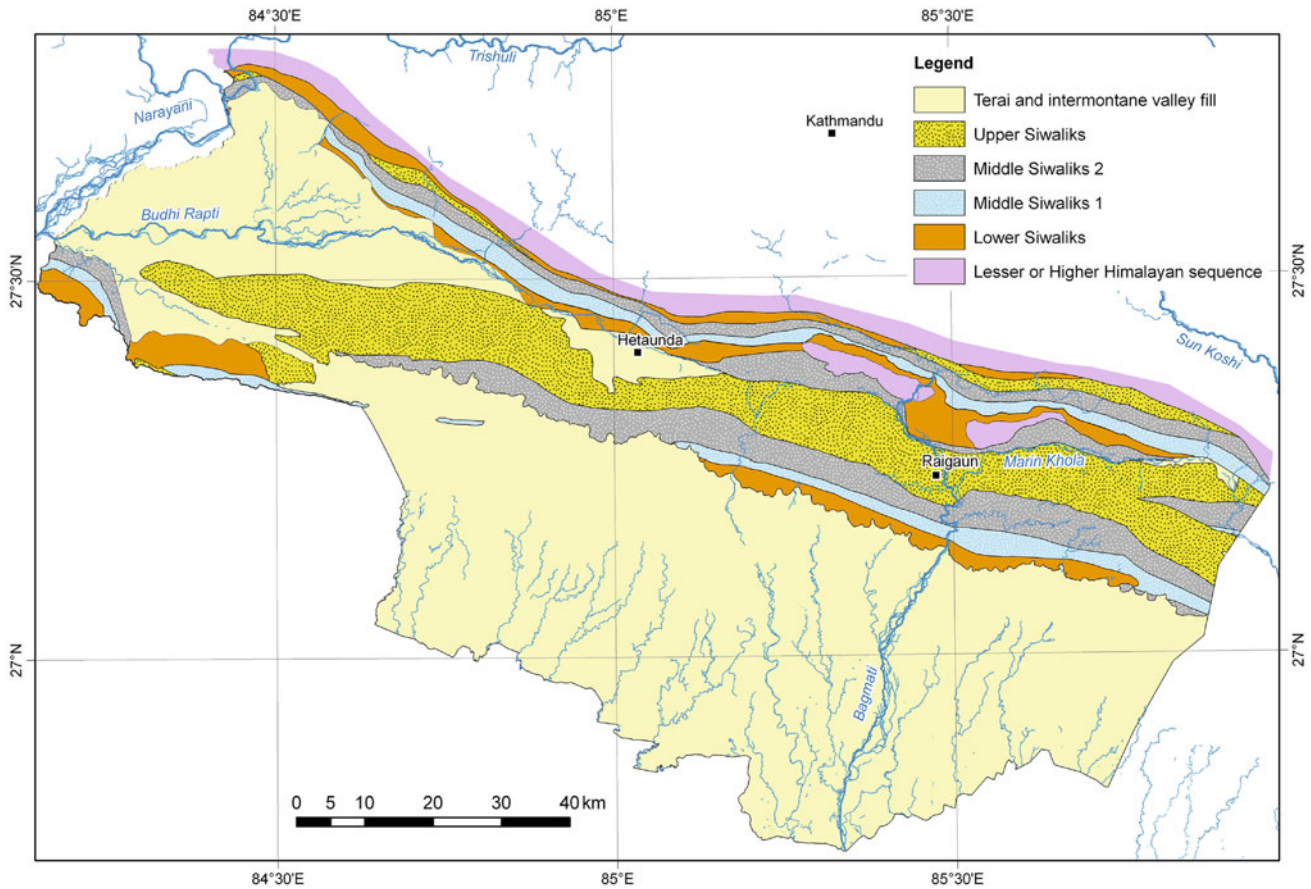 84°30'E
85°E
85°30'E
Trishuli
Narayani
Kathmandu
Legend
Terai and intermontane valley fill
Upper Siwaliks
Middle Siwaliks 2
Middle Siwaliks 1
Lower Siwaliks
Lesser or Higher Himalayan sequence
Budhi Rapti
27°30'N
27°30'N
Sun Koshi
Hetaunda
Raigaun
Marin Khola
27°N
27°N
Bagmati
0 5 10 20 30 40 km
84°30'E
85°E
85°30'E